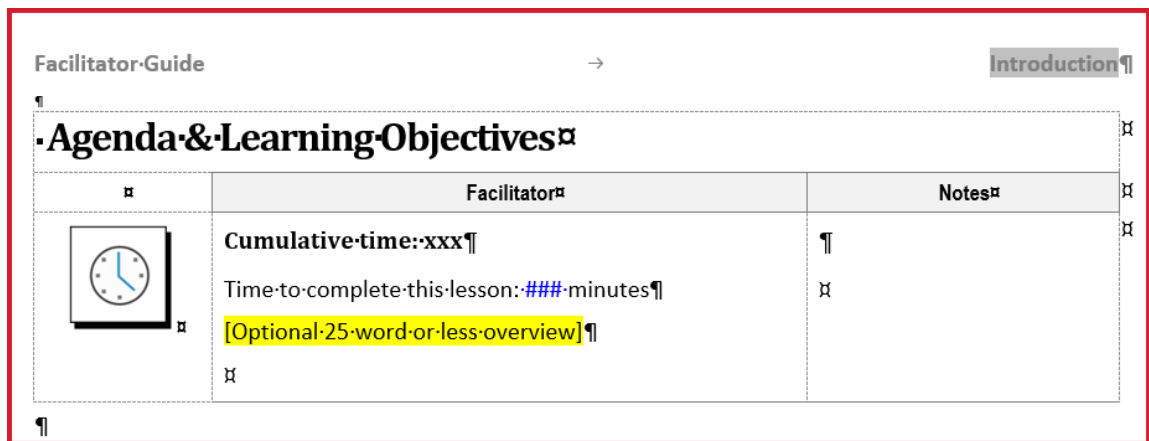 Facilitator·Guide → Introduction¶
¶
▪Agenda·&·Learning·Objectives¤ ¤
¤ Facilitator¤ Notes¤ ¤
Cumulative·time:·xxx¶ ¶ ¤
Time·to·complete·this·lesson:·###·minutes¶ ¤
¤ [Optional·25·word·or·less·overview]¶
¤
¶